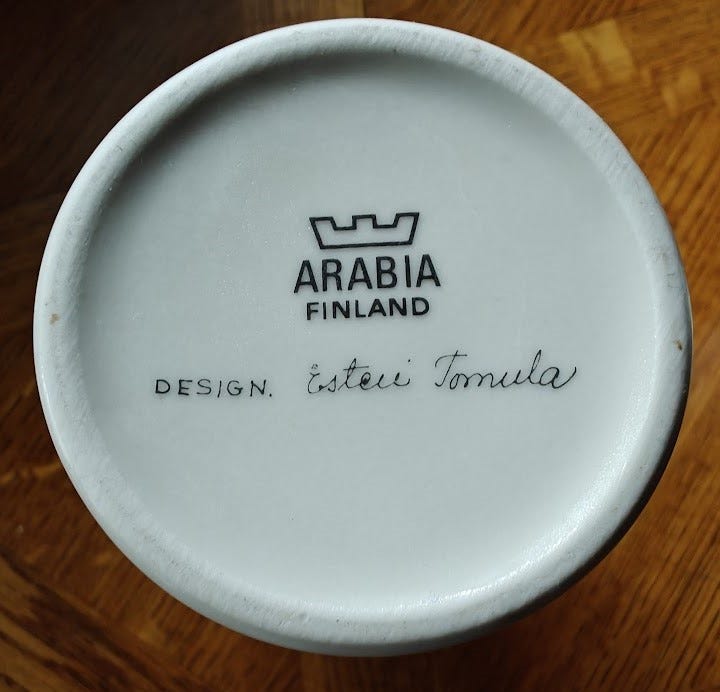 ARABIA
FINLAND
DESIGN. Esteri Tomula